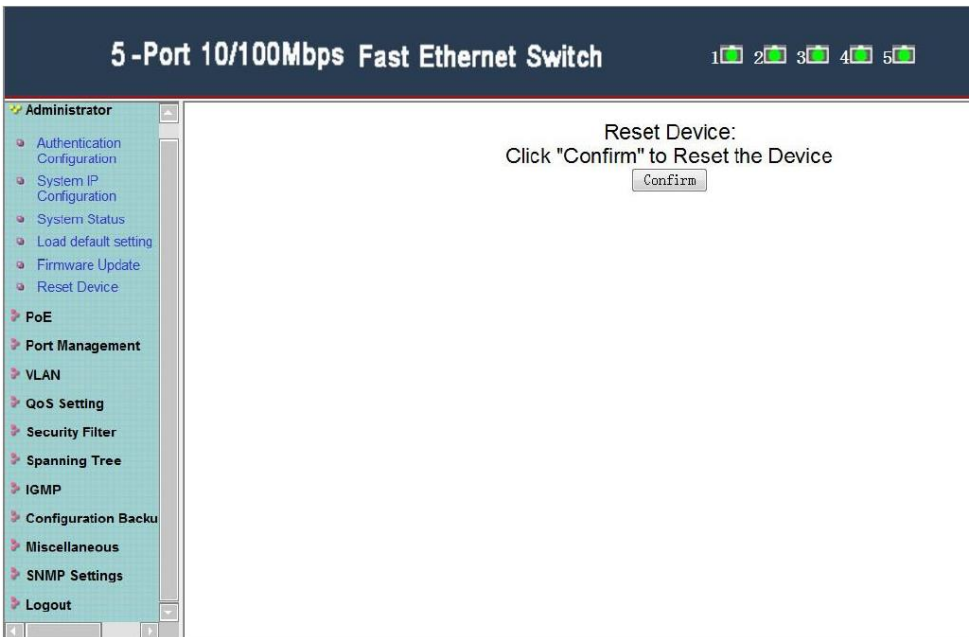 5-Port 10/100Mbps Fast Ethernet Switch
1 2 3 4 5
Administrator
Authentication
Configuration
System IP
Configuration
System Status
Load default setting
Firmware Update
Reset Device
PoE
Port Management
VLAN
QoS Setting
Security Filter
Spanning Tree
IGMP
Configuration Backu
Miscellaneous
SNMP Settings
Logout
Reset Device:
Click "Confirm" to Reset the Device
Confirm